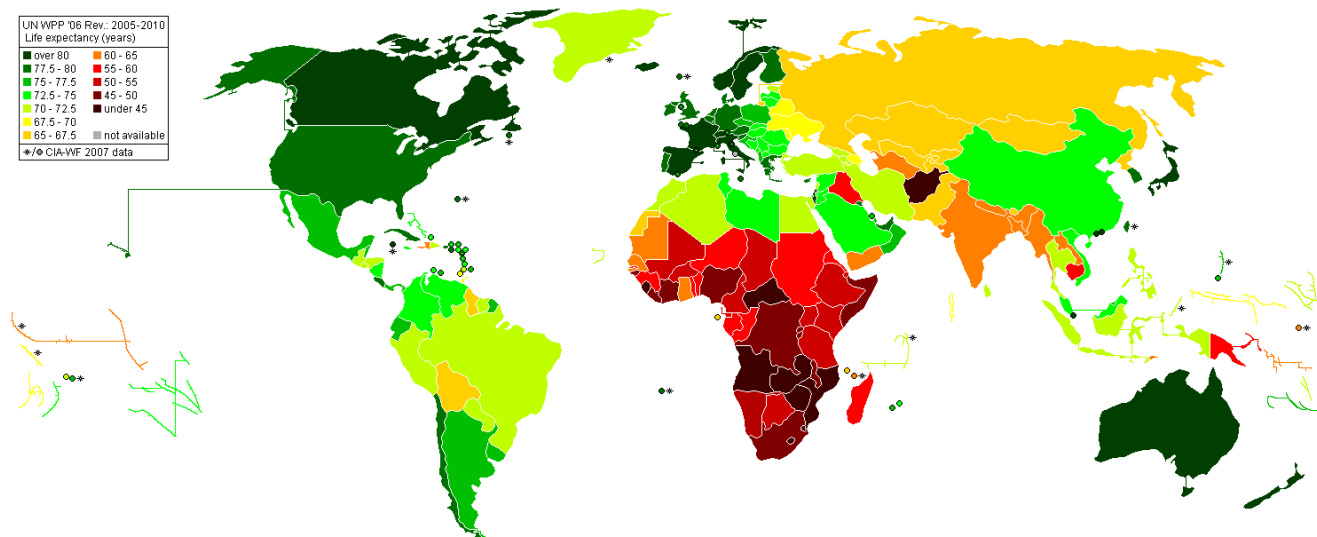 UN WPP '06 Rev.: 2005-2010
Life expectancy (years)
over 80
77.5 - 80
75 - 77.5
72.5 - 75
70 - 72.5
67.5 - 70
65 - 67.5
60 - 65
55 - 60
50 - 55
45 - 50
under 45
not available
✳/o CIA-WF 2007 data